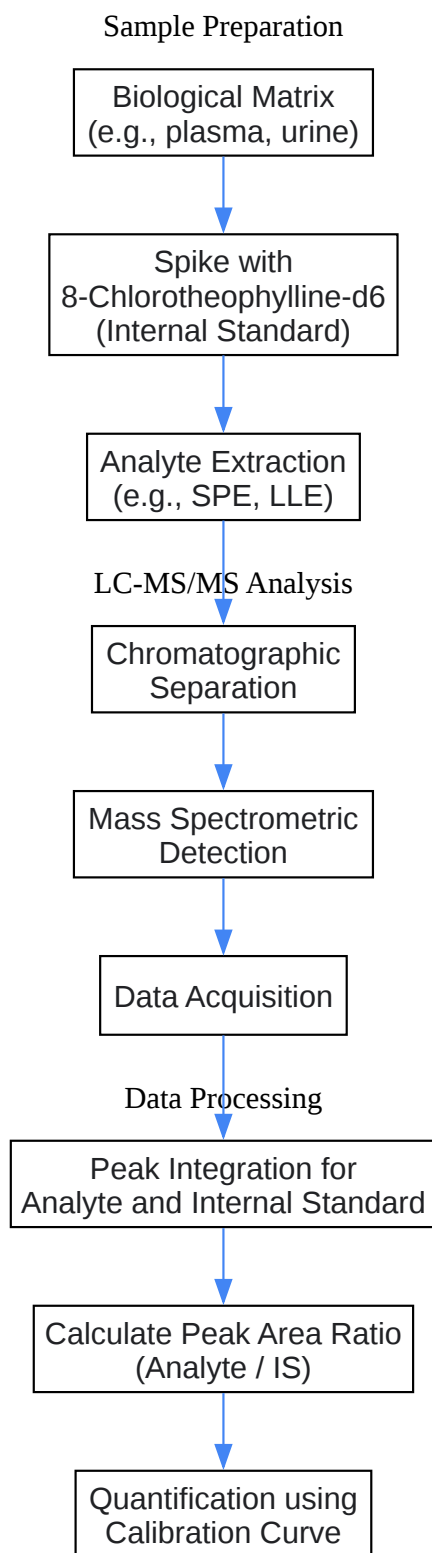 Sample Preparation
Biological Matrix
(e.g., plasma, urine)
Spike with
8-Chlorotheophylline-d6
(Internal Standard)
Analyte Extraction
(e.g., SPE, LLE)
LC-MS/MS Analysis
Chromatographic
Separation
Mass Spectrometric
Detection
Data Acquisition
Data Processing
Peak Integration for
Analyte and Internal Standard
Calculate Peak Area Ratio
(Analyte / IS)
Quantification using
Calibration Curve